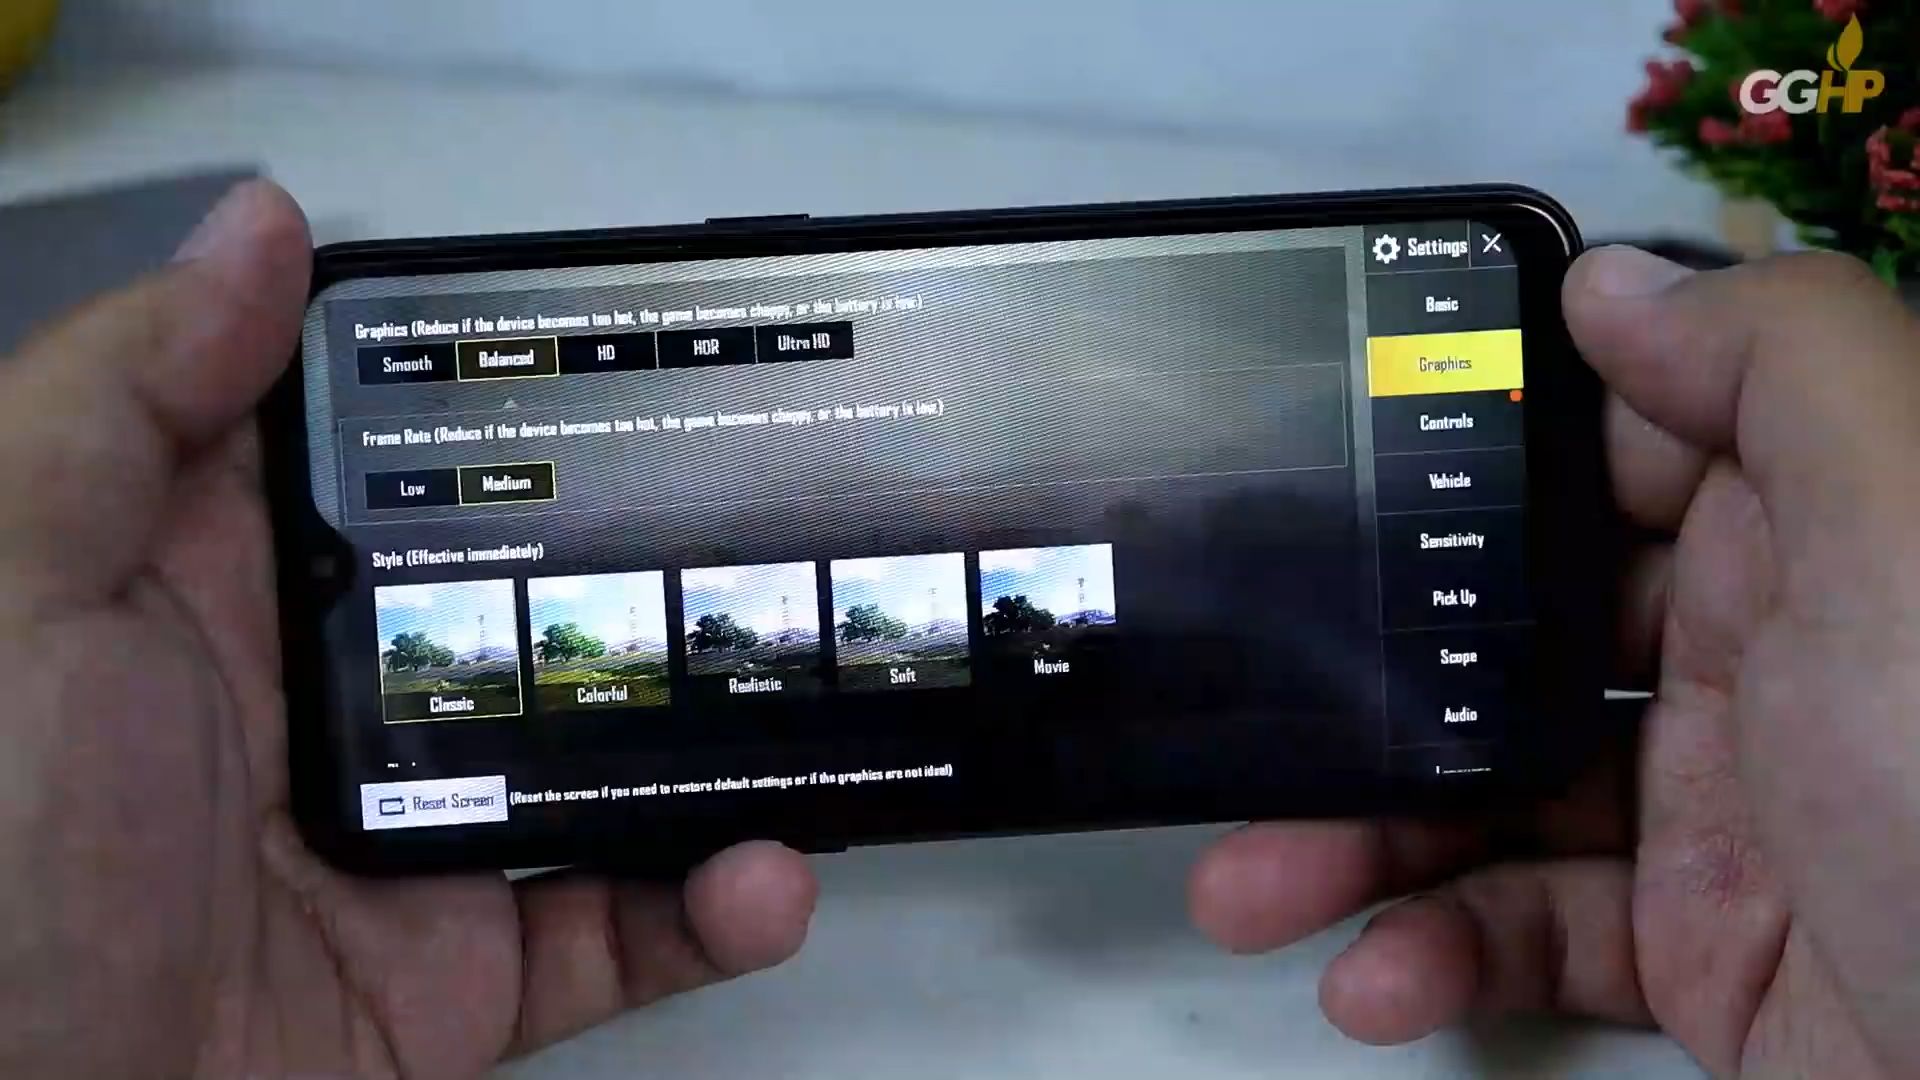 GGHP
Settings
Graphics (Reduce if the device becomes too hot, the game becomes choppy, or the battery is low.)
Smooth Balanced HD HDR Ultra HD
Frame Rate (Reduce if the device becomes too hot, the game becomes choppy, or the battery is low.)
Low Medium
Style (Effective immediately)
Classic Colorful Realistic Soft Movie
Reset Screen (Reset the screen if you need to restore default settings or if the graphics are not ideal)
Basic
Graphics
Controls
Vehicle
Sensitivity
Pick Up
Scope
Audio